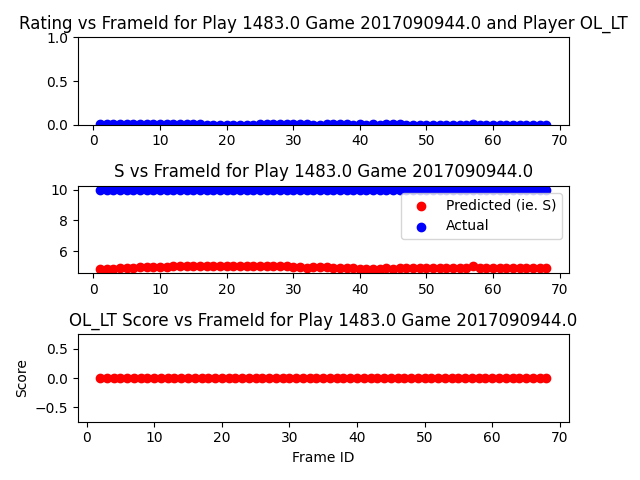 Rating vs FrameId for Play 1483.0 Game 2017090944.0 and Player OL_LT
1.0
0.5
0.0
0 10 20 30 40 50 60 70
S vs FrameId for Play 1483.0 Game 2017090944.0
10
8
6
Predicted (ie. S)
Actual
0 10 20 30 40 50 60 70
OL_LT Score vs FrameId for Play 1483.0 Game 2017090944.0
Score
0.5
0.0
−0.5
0 10 20 30 40 50 60 70
Frame ID